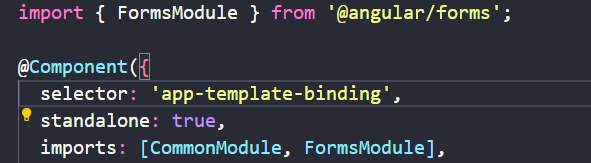 import { FormsModule } from '@angular/forms';
@Component({
selector: 'app-template-binding',
standalone: true,
imports: [CommonModule, FormsModule],